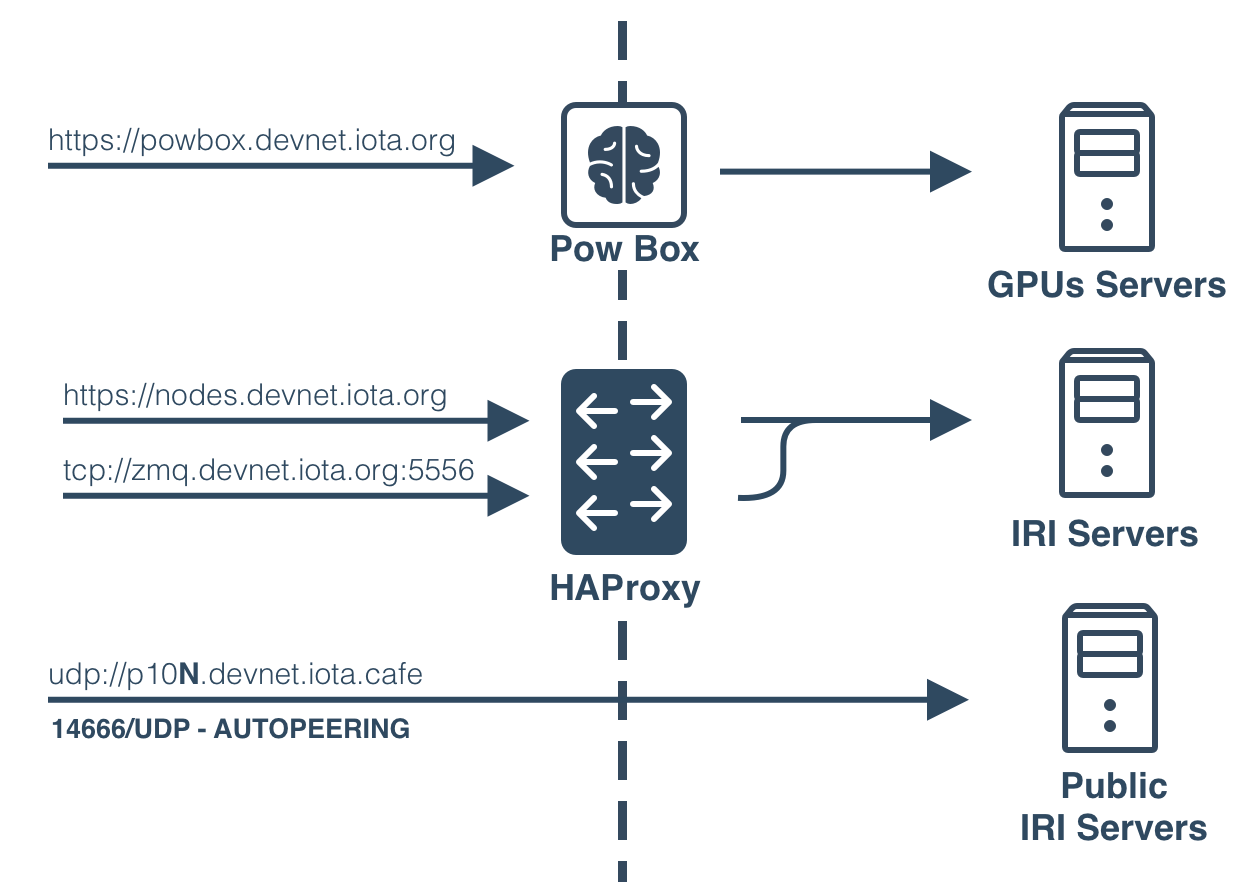 https://powbox.devnet.iota.org
Pow Box
GPUs Servers
https://nodes.devnet.iota.org
tcp://zmq.devnet.iota.org:5556
HAProxy
IRI Servers
udp://p10N.devnet.iota.cafe
14666/UDP - AUTOPEERING
Public
IRI Servers